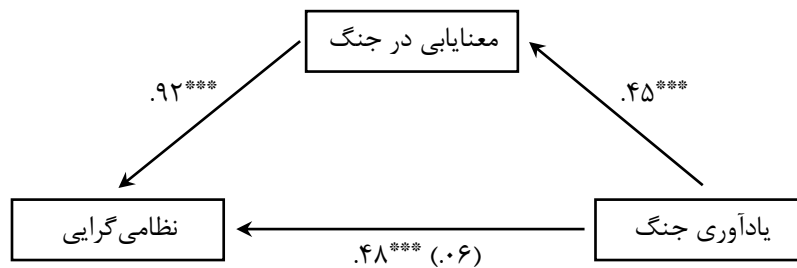 معنایابی در جنگ
.۹۲***
.۴۵***
نظامی‌گرایی
یادآوری جنگ
.۴۸*** (.۰۶)